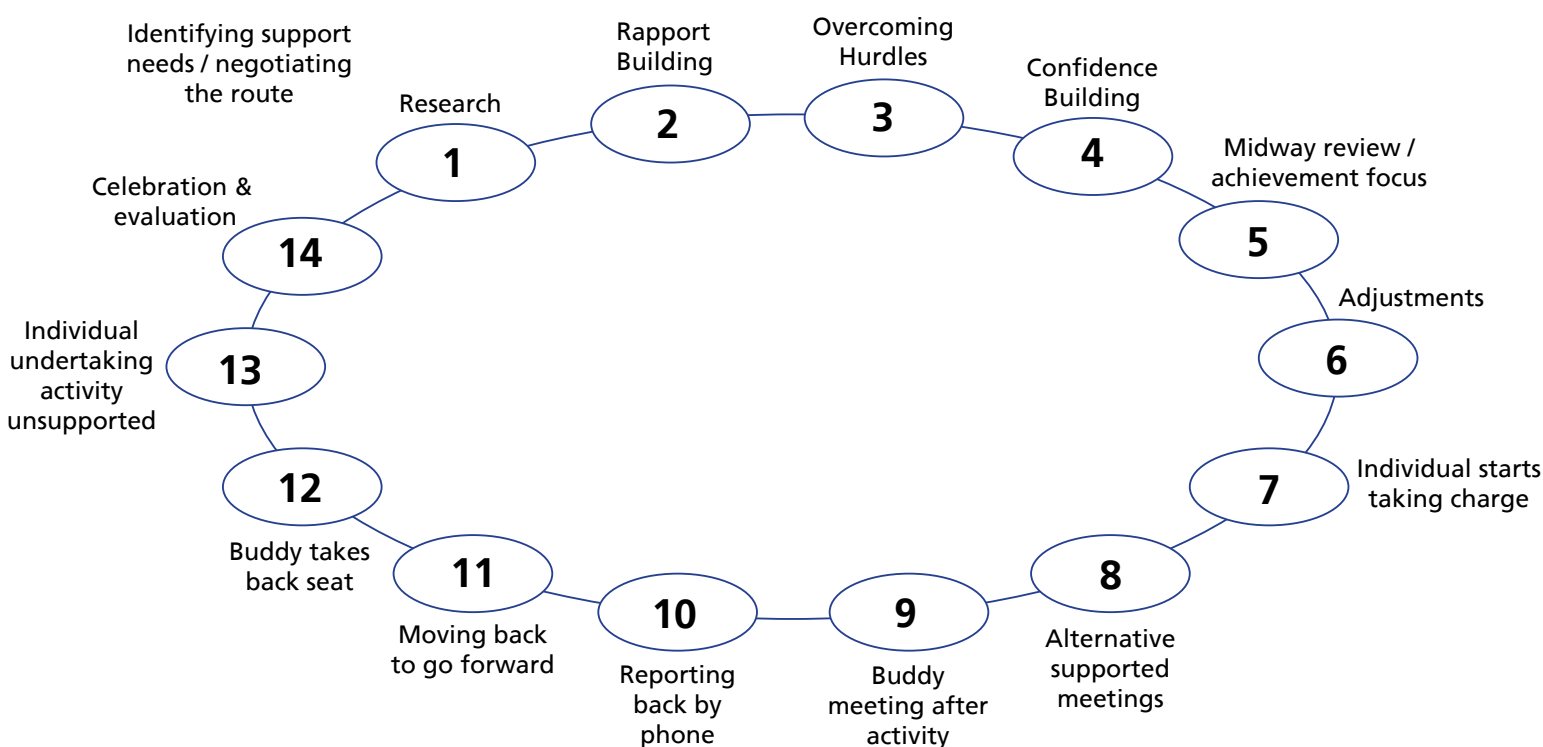 Identifying support
needs / negotiating
the route
Research
1
Rapport
Building
2
Overcoming
Hurdles
3
Confidence
Building
4
Midway review /
achievement focus
5
Adjustments
6
Individual starts
taking charge
7
8
Alternative
supported
meetings
9
Buddy
meeting after
activity
10
Reporting
back by
phone
11
Moving back
to go forward
12
Buddy takes
back seat
Individual
undertaking
activity
unsupported
13
Celebration &
evaluation
14